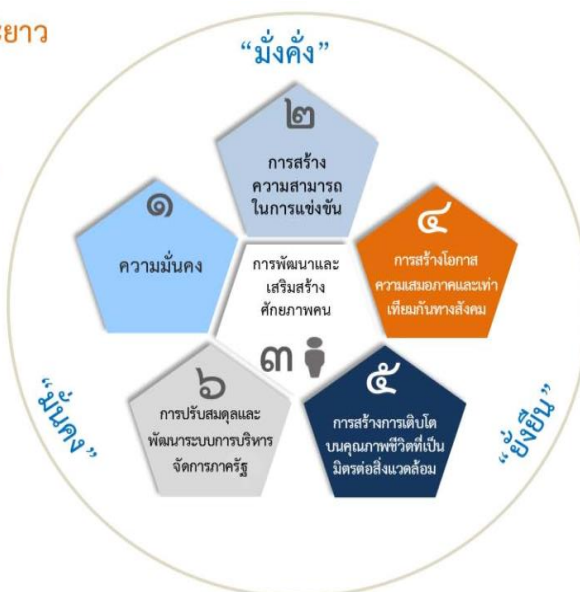 ะยาว
“มั่งคั่ง”
๒
การสร้าง
ความสามารถ
ในการแข่งขัน
๑
ความมั่นคง
๔
การสร้างโอกาส
ความเสมอภาคและเท่า
เทียมกันทางสังคม
การพัฒนาและ
เสริมสร้าง
ศักยภาพคน
๓
๖
การปรับสมดุลและ
พัฒนาระบบการบริหาร
จัดการภาครัฐ
๕
การสร้างการเติบโต
บนคุณภาพชีวิตที่เป็น
มิตรต่อสิ่งแวดล้อม
“มั่นคง”
“ยั่งยืน”